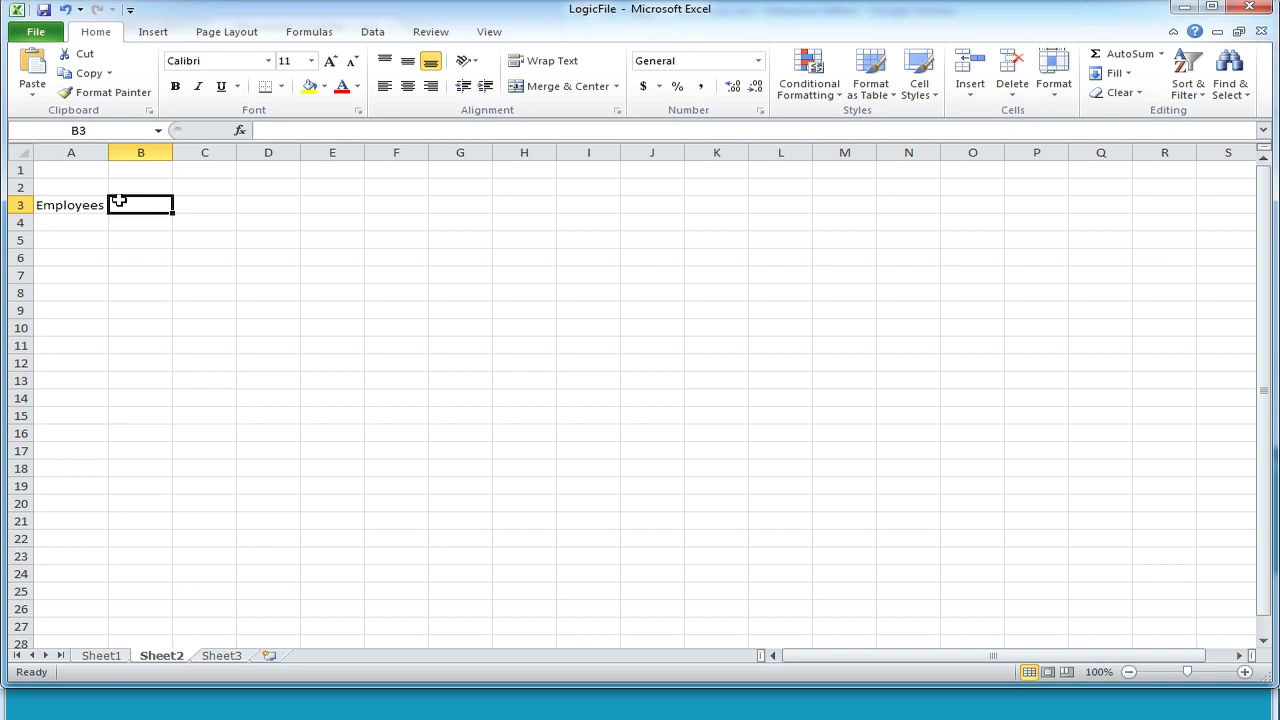 LogicFile - Microsoft Excel
File Home Insert Page Layout Formulas Data Review View
Paste
Cut
Copy
Format Painter
Clipboard
Calibri 11
B I U
Font
Wrap Text
Merge & Center
Alignment
General
$ % ,
Number
Conditional Formatting
Format as Table
Cell Styles
Styles
Insert Delete Format
Cells
Σ AutoSum
Fill
Clear
Sort & Filter
Find & Select
Editing
B3 fx
A B C D E F G H I J K L M N O P Q R S
1
2
3 Employees
4
5
6
7
8
9
10
11
12
13
14
15
16
17
18
19
20
21
22
23
24
25
26
27
28
Sheet1 Sheet2 Sheet3
Ready 100%